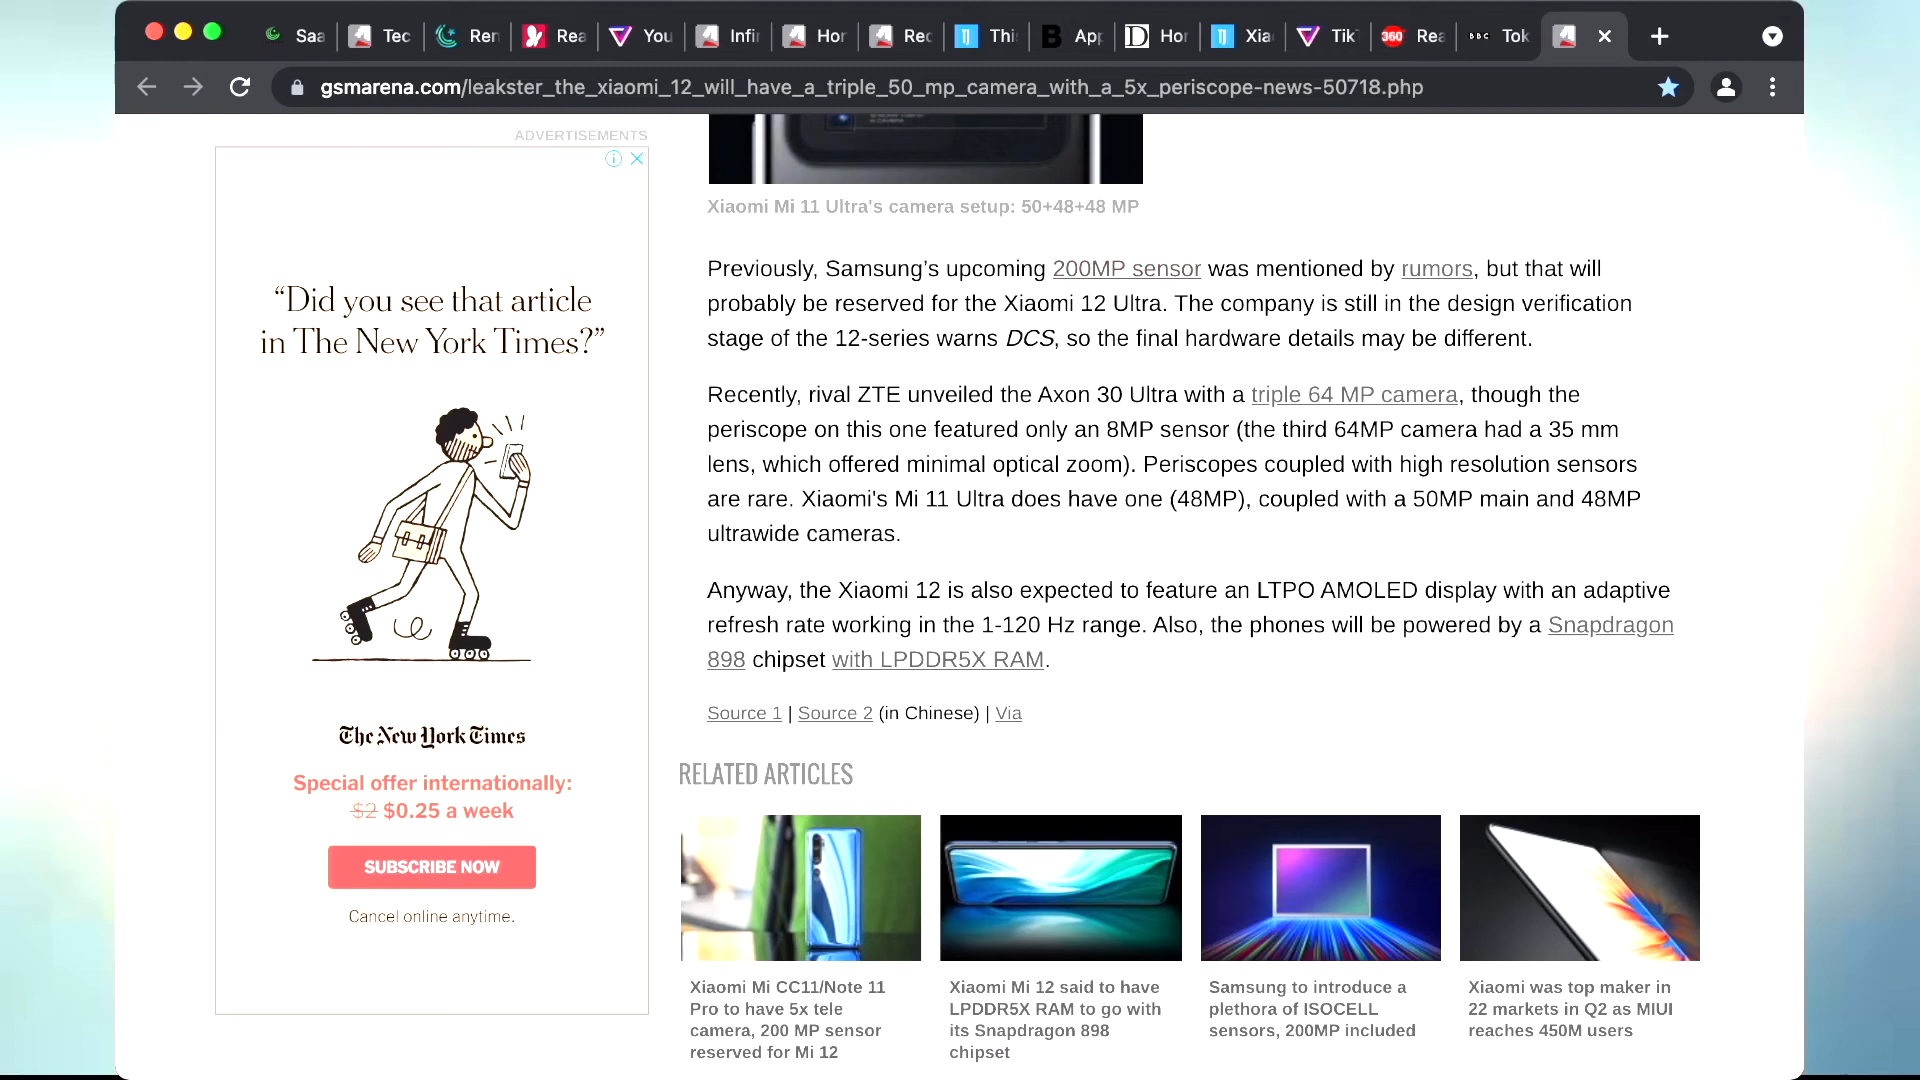 Saa
Tec
Ren
Rea
You
Infi
Hor
Rec
Thi
App
Hor
Xia
Tik
360
Rea
BBC
Tok
gsmarena.com/leakster_the_xiaomi_12_will_have_a_triple_50_mp_camera_with_a_5x_periscope-news-50718.php
ADVERTISEMENTS
“Did you see that article
in The New York Times?”
The New York Times
Special offer internationally:
$2 $0.25 a week
SUBSCRIBE NOW
Cancel online anytime.
Xiaomi Mi 11 Ultra's camera setup: 50+48+48 MP
Previously, Samsung’s upcoming 200MP sensor was mentioned by rumors, but that will
probably be reserved for the Xiaomi 12 Ultra. The company is still in the design verification
stage of the 12-series warns DCS, so the final hardware details may be different.
Recently, rival ZTE unveiled the Axon 30 Ultra with a triple 64 MP camera, though the
periscope on this one featured only an 8MP sensor (the third 64MP camera had a 35 mm
lens, which offered minimal optical zoom). Periscopes coupled with high resolution sensors
are rare. Xiaomi's Mi 11 Ultra does have one (48MP), coupled with a 50MP main and 48MP
ultrawide cameras.
Anyway, the Xiaomi 12 is also expected to feature an LTPO AMOLED display with an adaptive
refresh rate working in the 1-120 Hz range. Also, the phones will be powered by a Snapdragon
898 chipset with LPDDR5X RAM.
Source 1 | Source 2 (in Chinese) | Via
RELATED ARTICLES
Xiaomi Mi CC11/Note 11
Pro to have 5x tele
camera, 200 MP sensor
reserved for Mi 12
Xiaomi Mi 12 said to have
LPDDR5X RAM to go with
its Snapdragon 898
chipset
Samsung to introduce a
plethora of ISOCELL
sensors, 200MP included
Xiaomi was top maker in
22 markets in Q2 as MIUI
reaches 450M users